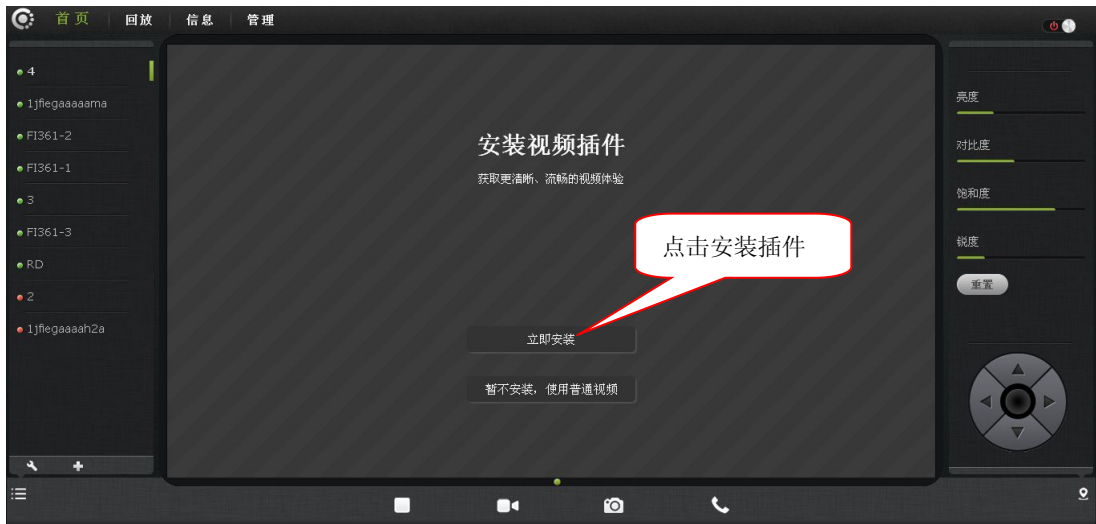 首页 回放 信息 管理
4
1jfiegaaaaama
FI361-2
FI361-1
3
FI361-3
RD
2
1jfiegaaaah2a
安装视频插件
获取更清晰、流畅的视频体验
点击安装插件
立即安装
暂不安装，使用普通视频
亮度
对比度
饱和度
锐度
重置